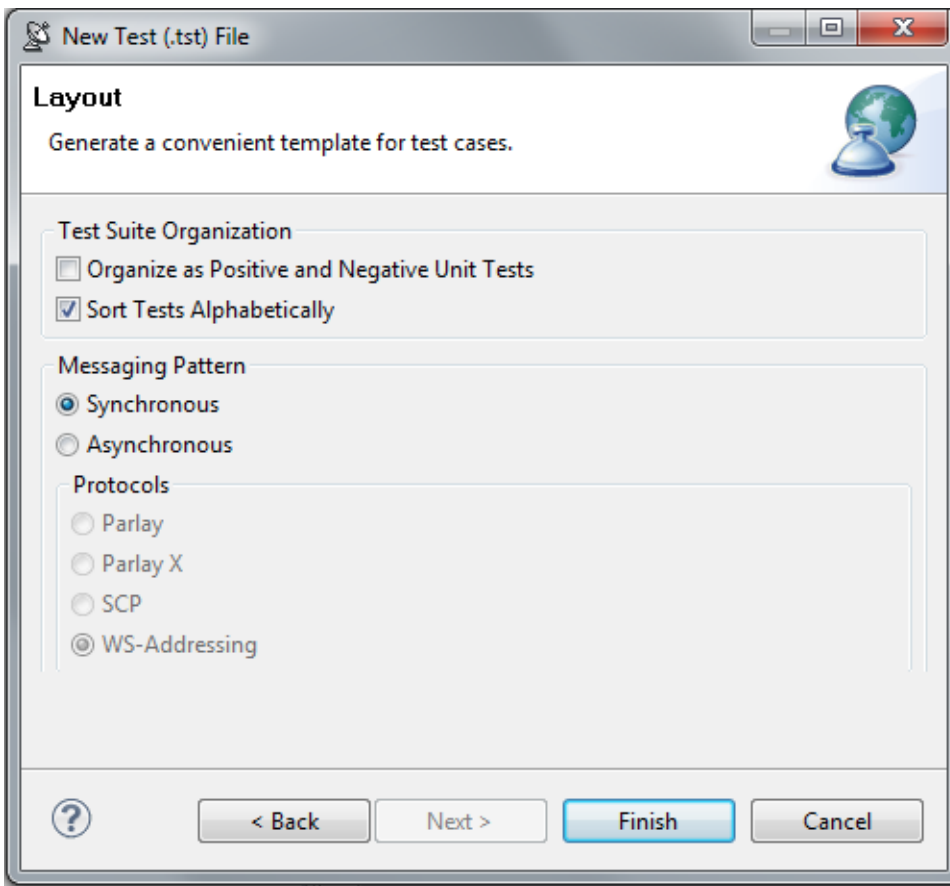 New Test (.tst) File
Layout
Generate a convenient template for test cases.
Test Suite Organization
Organize as Positive and Negative Unit Tests
Sort Tests Alphabetically
Messaging Pattern
Synchronous
Asynchronous
Protocols
Parlay
Parlay X
SCP
WS-Addressing
?
< Back Next > Finish Cancel